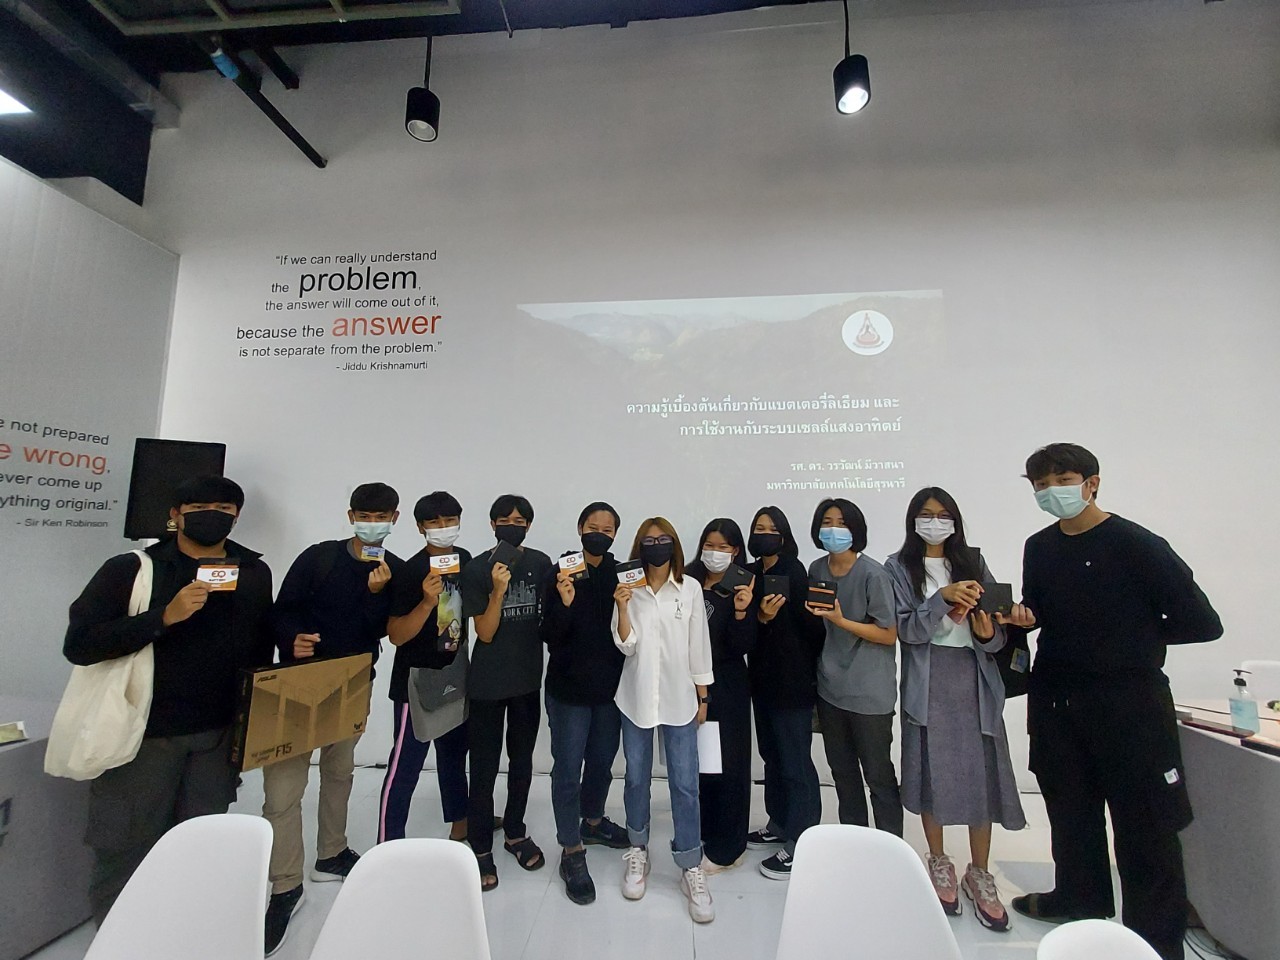 "If we can really understand
the problem,
the answer will come out of it,
because the answer
is not separate from the problem."
- Jiddu Krishnamurti
ความรู้เบื้องต้นเกี่ยวกับแบตเตอรี่ลิเธียม และ
การใช้งานกับระบบเซลล์แสงอาทิตย์
รศ. ดร. วรวัฒน์ มีวาสนา
มหาวิทยาลัยเทคโนโลยีสุรนารี
not prepared
wrong,
ever come up
ything original."
- Sir Ken Robinson
ASUS
F15
YORK CITY